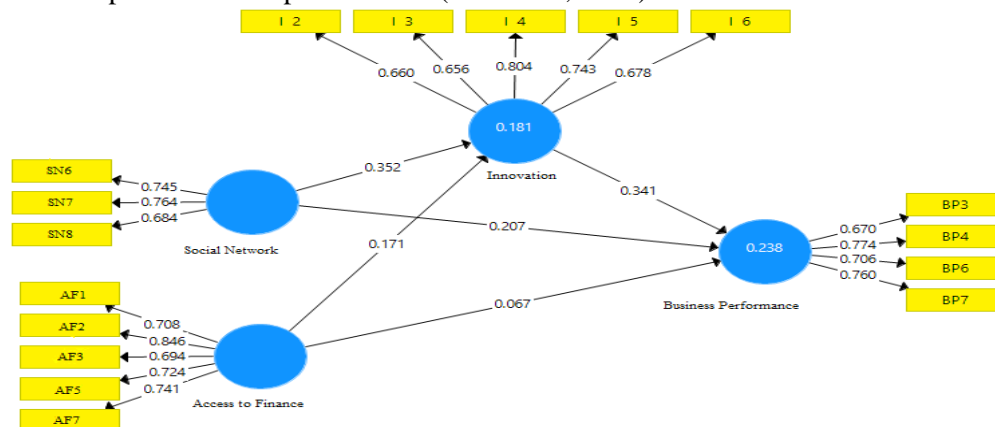 I 2 I 3 I 4 I 5 I 6
0.660 0.656 0.804 0.743 0.678
0.181
Innovation
SN6
SN7
SN8
0.745
0.764
0.684
Social Network
0.352
0.171
0.341
0.207
0.067
0.238
Business Performance
BP3
BP4
BP6
BP7
0.670
0.774
0.706
0.760
AF1
AF2
AF3
AF5
AF7
0.708
0.846
0.694
0.724
0.741
Access to Finance